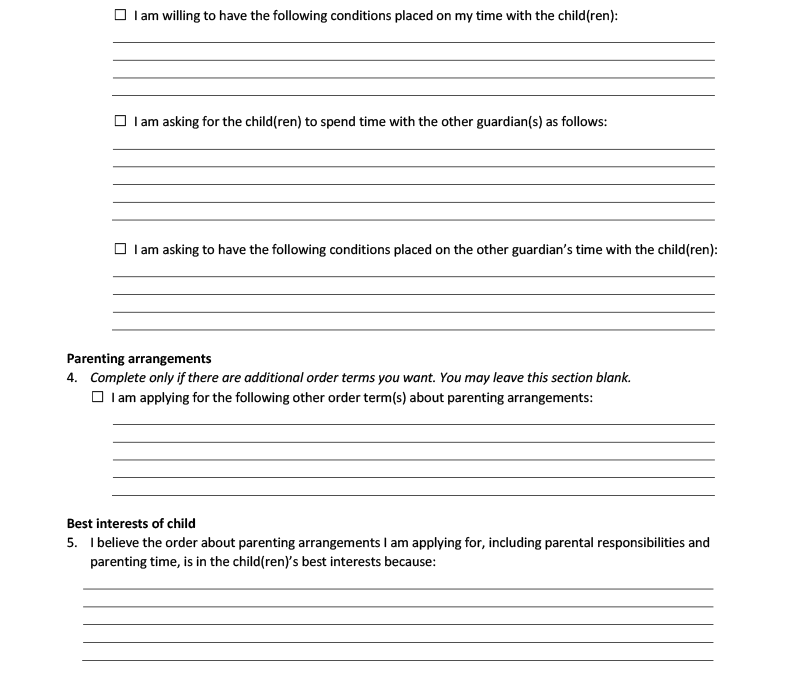 ☐ I am willing to have the following conditions placed on my time with the child(ren):
☐ I am asking for the child(ren) to spend time with the other guardian(s) as follows:
☐ I am asking to have the following conditions placed on the other guardian’s time with the child(ren):
Parenting arrangements
4. Complete only if there are additional order terms you want. You may leave this section blank.
☐ I am applying for the following other order term(s) about parenting arrangements:
Best interests of child
5. I believe the order about parenting arrangements I am applying for, including parental responsibilities and
parenting time, is in the child(ren)’s best interests because: